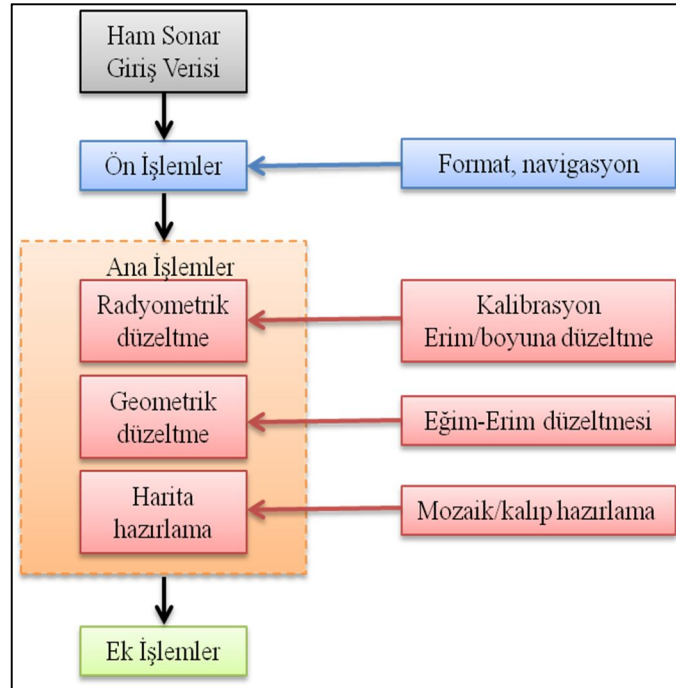 Ham Sonar
Giriş Verisi
Ön İşlemler
Format, navigasyon
Ana İşlemler
Radyometrik
düzeltme
Kalibrasyon
Erim/boyuna düzeltme
Geometrik
düzeltme
Eğim-Erim düzeltmesi
Harita
hazırlama
Mozaik/kalıp hazırlama
Ek İşlemler